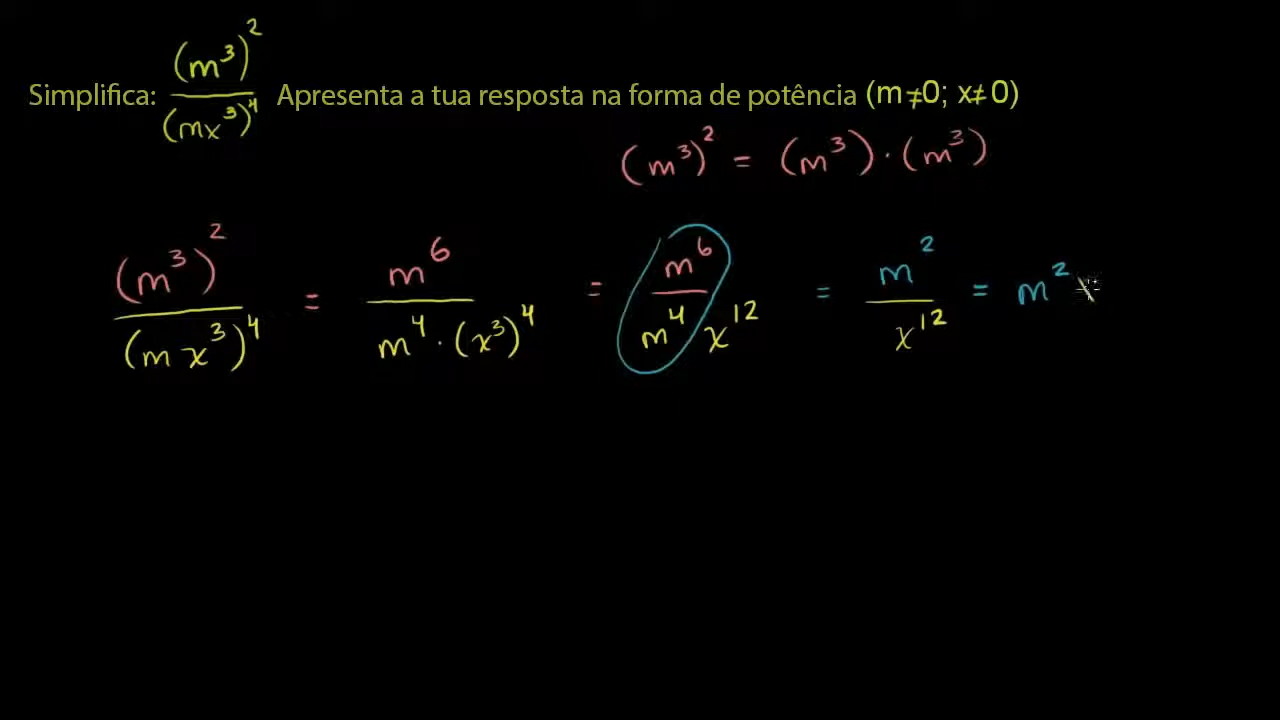 Simplifica: (m³)² / (mx³)⁴ Apresenta a tua resposta na forma de potência (m≠0; x≠0)
(m³)² = (m³)·(m³)
(m³)² / (m x³)⁴ = m⁶ / m⁴·(x³)⁴ = m⁶ / m⁴ x¹² = m² / x¹² = m²